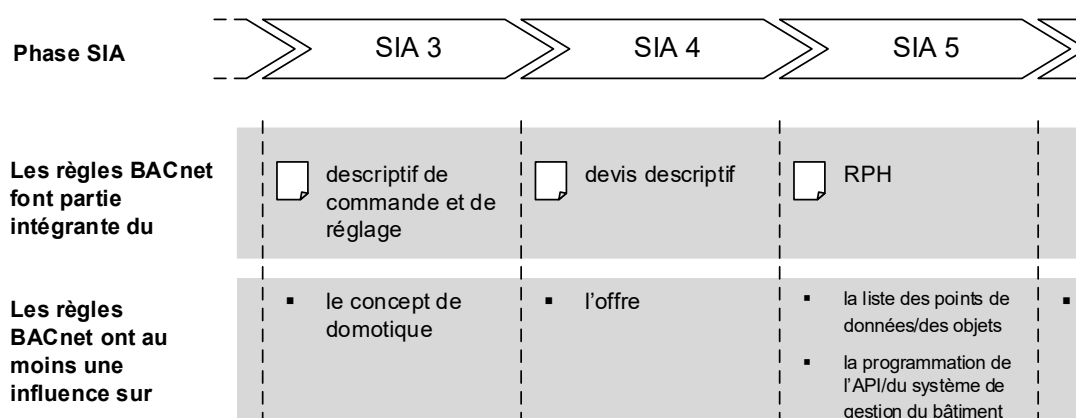 Phase SIA
SIA 3
SIA 4
SIA 5
Les règles BACnet
font partie
intégrante du
descriptif de
commande et de
réglage
devis descriptif
RPH
Les règles
BACnet ont au
moins une
influence sur
▪ le concept de
domotique
▪ l'offre
▪ la liste des points de
données/des objets
▪ la programmation de
l'API/du système de
gestion du bâtiment
▪